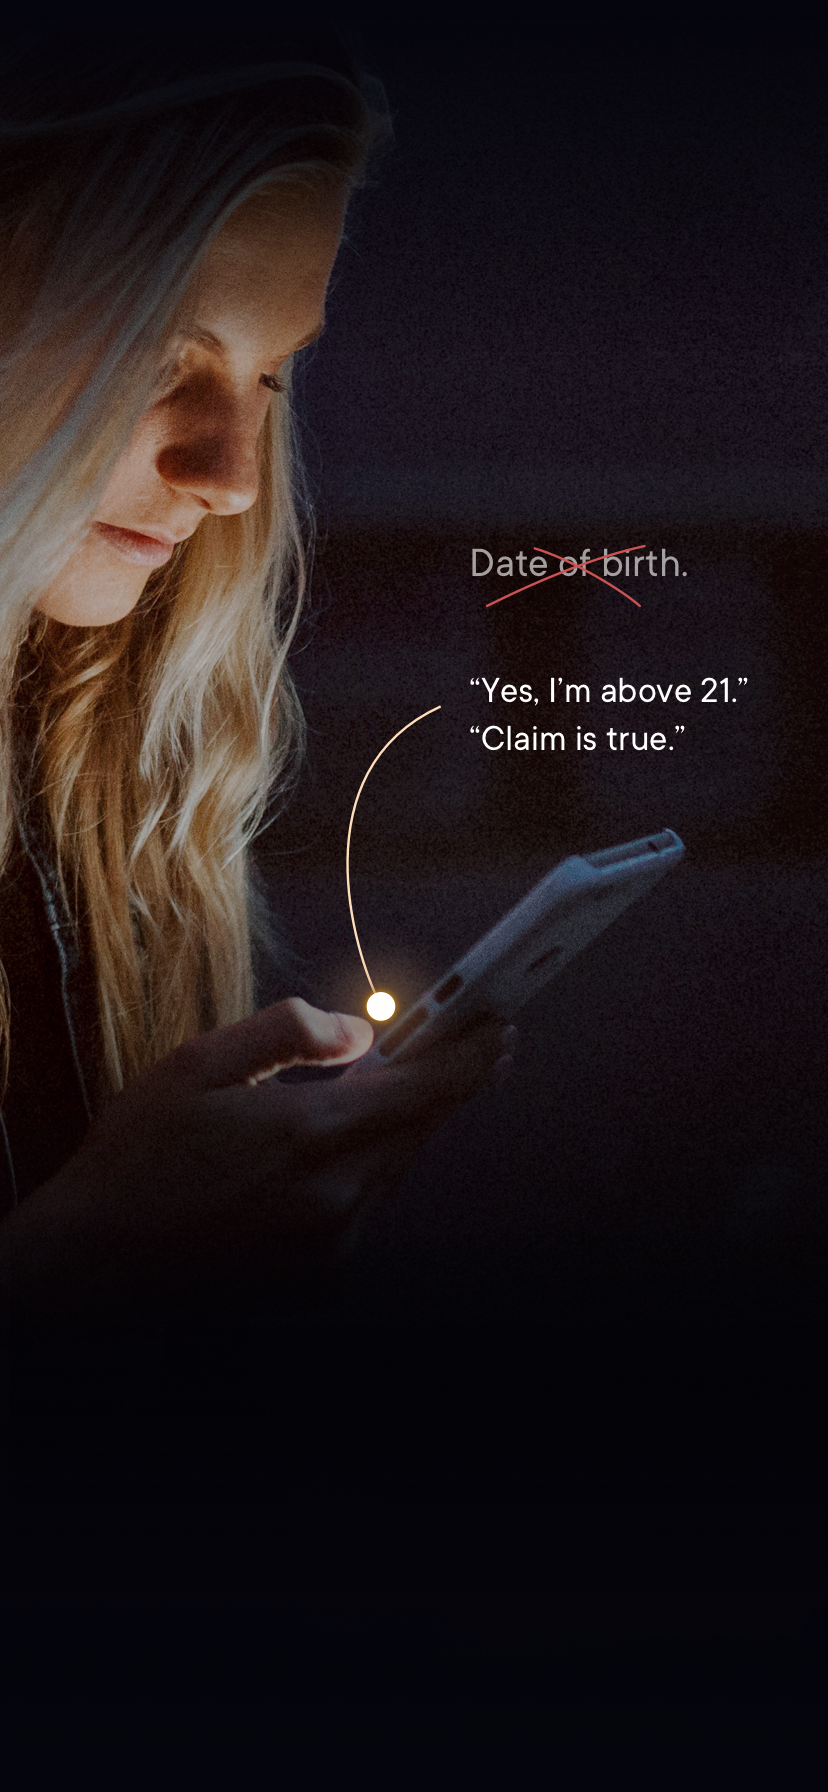 Date of birth.
“Yes, I’m above 21.”
“Claim is true.”